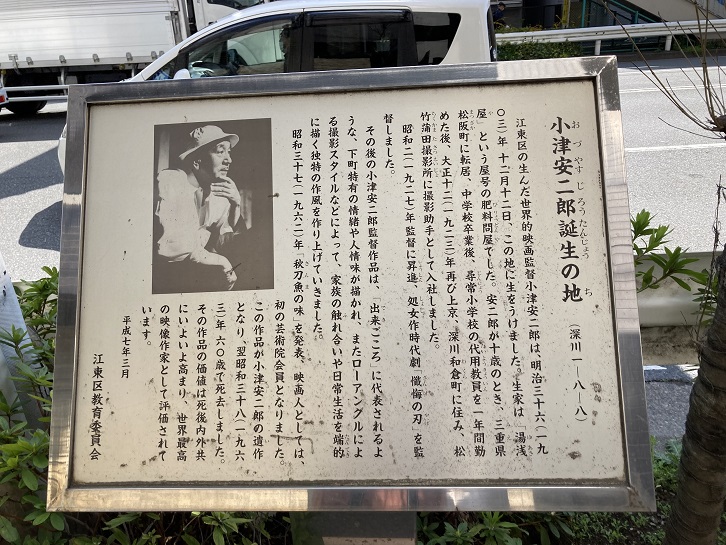 小津安二郎誕生の地
おづやすじろうたんじょうち
（深川一―八―八）
江東区の生んだ世界的映画監督小津安二郎は、明治三十六（一九
〇三）年十二月十二日、この地に生をうけました。生家は「湯浅
屋」という屋号の肥料問屋でした。安二郎が十歳のとき、三重県
松阪町に転居、中学校卒業後、尋常小学校の代用教員を一年間勤
めた後、大正十二（一九二三）年再び上京、深川和倉町に住み、松
竹蒲田撮影所に撮影助手として入社しました。
昭和二（一九二七）年監督に昇進、処女作時代劇「懺悔の刃」を監
督しました。
その後の小津安二郎監督作品は、「出来ごころ」に代表されるよ
うな、下町特有の情緒や人情味が描かれ、またローアングルによ
る撮影スタイルなどによって、家族の触れ合いや日常生活を端的
に描く独特の作風を作り上げていきました。
昭和三十七（一九六二）年「秋刀魚の味」を発表、映画人としては、
初の芸術院会員となりました。
この作品が小津安二郎の遺作
となり、翌昭和三十八（一九六
三）年六〇歳で死去しました。
その作品の価値は死後内外共
にいよいよ高まり、世界最高
の映像作家として評価されて
います。
平成七年三月
江東区教育委員会